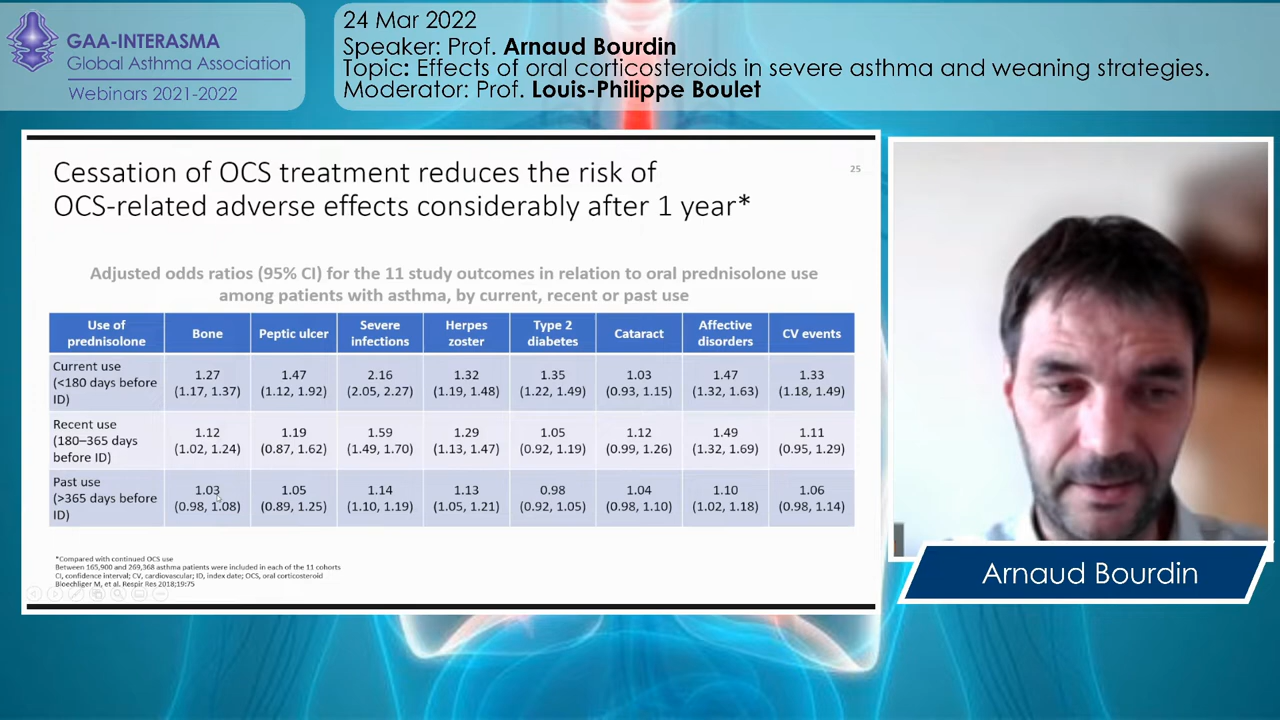 GAA-INTERASMA
Global Asthma Association
Webinars 2021-2022
24 Mar 2022
Speaker: Prof. Arnaud Bourdin
Topic: Effects of oral corticosteroids in severe asthma and weaning strategies.
Moderator: Prof. Louis-Philippe Boulet
25
Cessation of OCS treatment reduces the risk of
OCS-related adverse effects considerably after 1 year*
Adjusted odds ratios (95% CI) for the 11 study outcomes in relation to oral prednisolone use
among patients with asthma, by current, recent or past use
Use of prednisolone Bone Peptic ulcer Severe infections Herpes zoster Type 2 diabetes Cataract Affective disorders CV events
Current use (<180 days before ID) 1.27 (1.17, 1.37) 1.47 (1.12, 1.92) 2.16 (2.05, 2.27) 1.32 (1.19, 1.48) 1.35 (1.22, 1.49) 1.03 (0.93, 1.15) 1.47 (1.32, 1.63) 1.33 (1.18, 1.49)
Recent use (180–365 days before ID) 1.12 (1.02, 1.24) 1.19 (0.87, 1.62) 1.59 (1.49, 1.70) 1.29 (1.13, 1.47) 1.05 (0.92, 1.19) 1.12 (0.99, 1.26) 1.49 (1.32, 1.69) 1.11 (0.95, 1.29)
Past use (>365 days before ID) 1.03 (0.98, 1.08) 1.05 (0.89, 1.25) 1.14 (1.10, 1.19) 1.13 (1.05, 1.21) 0.98 (0.92, 1.05) 1.04 (0.98, 1.10) 1.10 (1.02, 1.18) 1.06 (0.98, 1.14)
*Compared with continued OCS use
Between 165,900 and 269,368 asthma patients were included in each of the 11 cohorts
CI, confidence interval; CV, cardiovascular; ID, index date; OCS, oral corticosteroid
Bloechliger M, et al. Respir Res 2018;19:75
Arnaud Bourdin